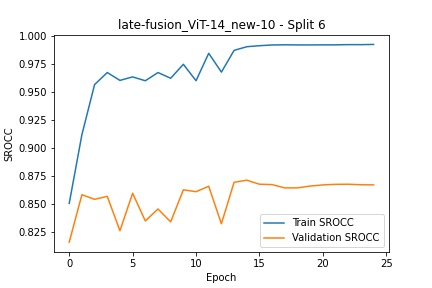 late-fusion_ViT-14_new-10 - Split 6
1.000
0.975
0.950
0.925
0.900
0.875
0.850
0.825
SROCC
Train SROCC
Validation SROCC
0 5 10 15 20 25
Epoch